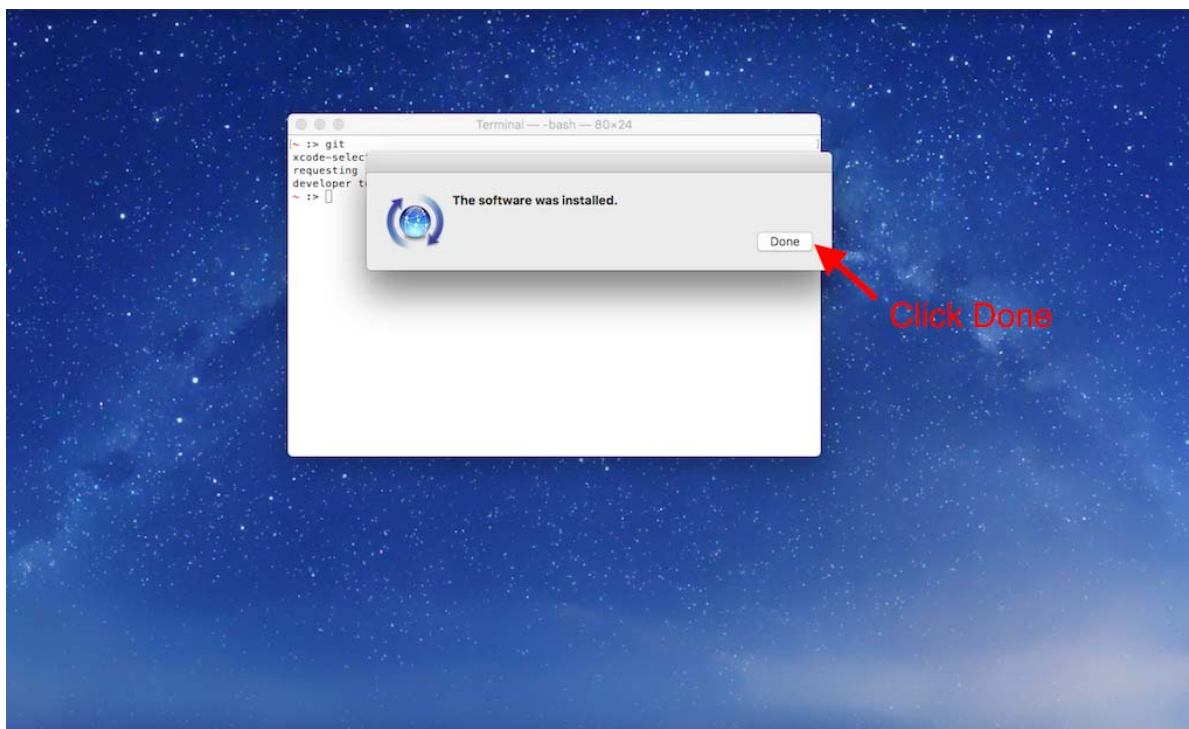 Terminal — -bash — 80×24
~ :> git
xcode-selec
requesting
developer t
~ :>
The software was installed.
Done
Click Done